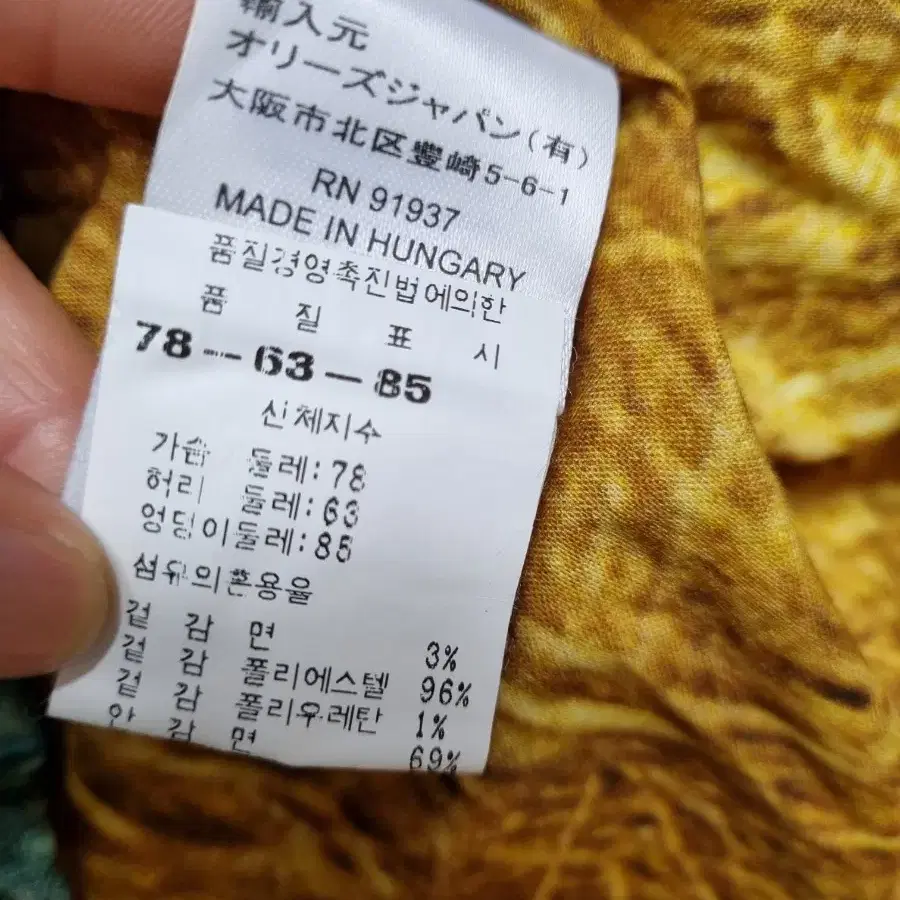 輸入元
オリーズジャパン(有)
大阪市北区豊崎5-6-1
RN 91937
MADE IN HUNGARY
품질경영촉진법에의한
품 질 표 시
78-63-85
신체지수
가슴 둘레:78
허리 둘레:63
엉덩이둘레:85
섬유의혼용율
겉 감 면 3%
겉 감 폴리에스텔 96%
겉 감 폴리우레탄 1%
안 감 면 69%